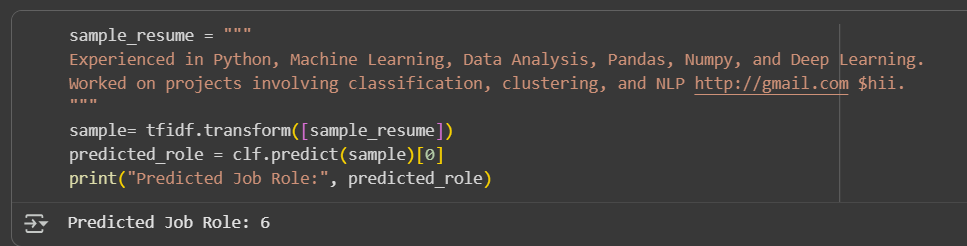 sample_resume = """
Experienced in Python, Machine Learning, Data Analysis, Pandas, Numpy, and Deep Learning.
Worked on projects involving classification, clustering, and NLP http://gmail.com $hii.
"""
sample= tfidf.transform([sample_resume])
predicted_role = clf.predict(sample)[0]
print("Predicted Job Role:", predicted_role)
Predicted Job Role: 6